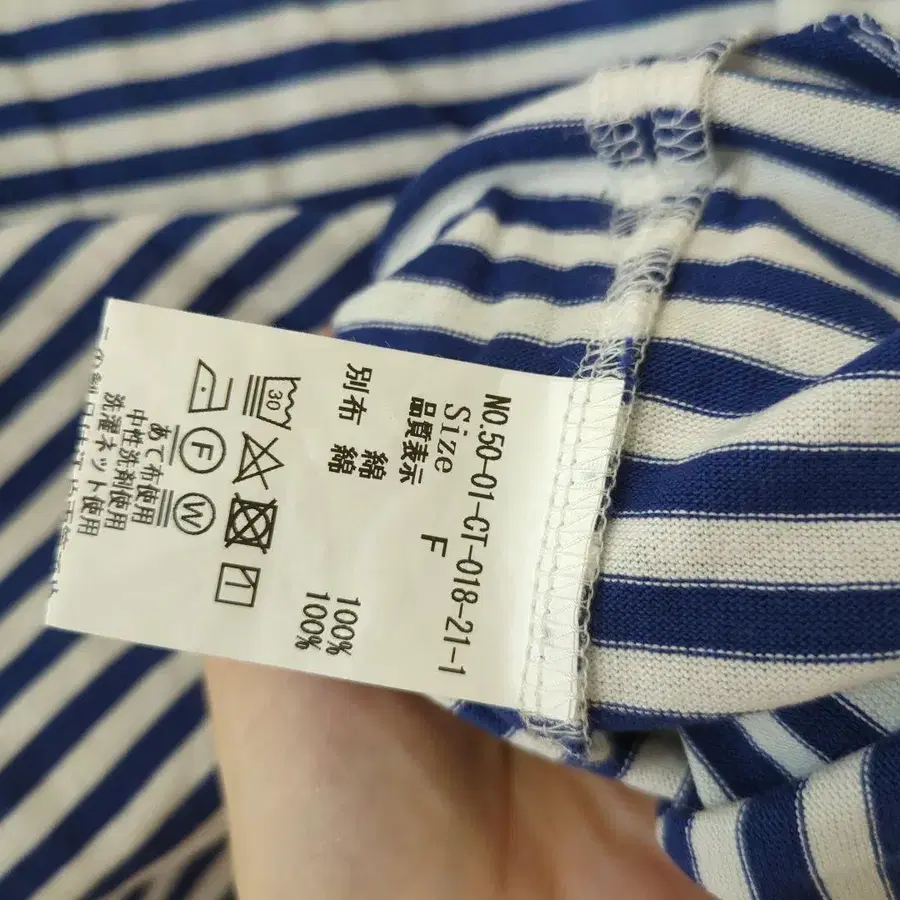 NO.50-01-CT-018-21-1
Size F
品質表示
綿 100%
別布 綿 100%
30
F W
あて布使用
中性洗剤使用
洗濯ネット使用